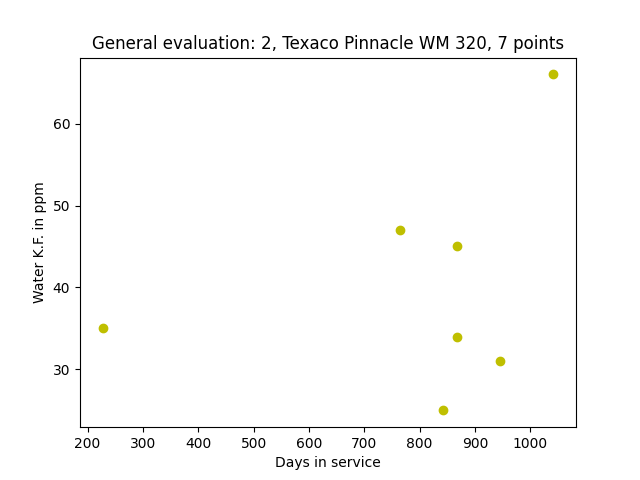 General evaluation: 2, Texaco Pinnacle WM 320, 7 points
60
50
40
30
Water K.F. in ppm
200 300 400 500 600 700 800 900 1000
Days in service